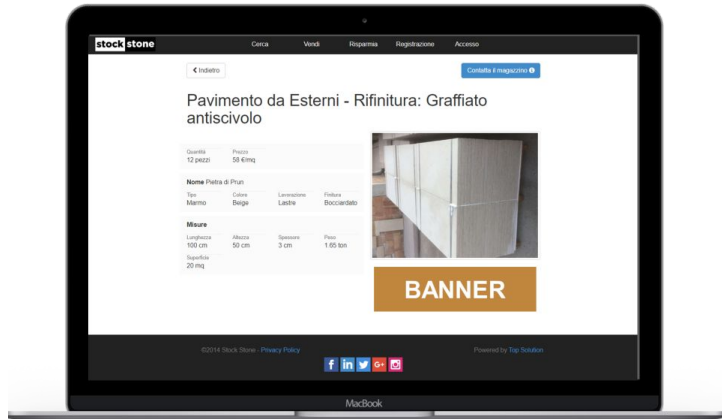 stock stone
Cerca Vendi Risparmia Registrazione Accesso
Indietro
Contatta il magazzino
Pavimento da Esterni - Rifinitura: Graffiato
antiscivolo
Quantità Prezzo
12 pezzi 58 €/mq
Nome Pietra di Prun
Tipo Colore Lavorazione Finitura
Marmo Beige Lastre Bocciardato
Misure
Lunghezza Altezza Spessore Peso
100 cm 50 cm 3 cm 1.65 ton
Superficie
20 mq
BANNER
©2014 Stock Stone - Privacy Policy
Powered by Top Solution
f in G+
MacBook